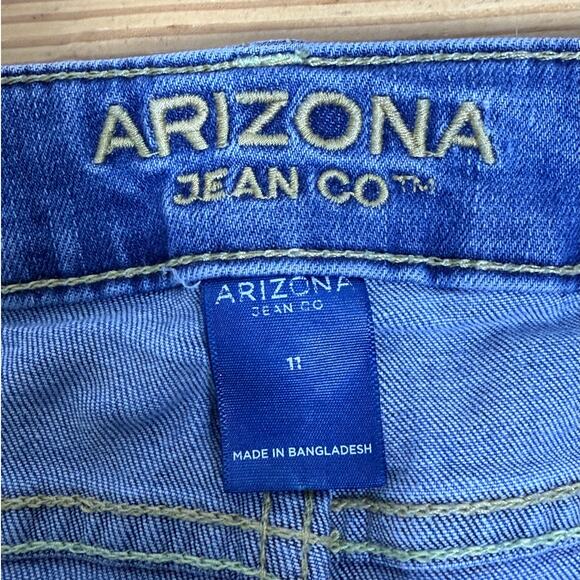 ARIZONA
JEAN CO™
ARIZONA
JEAN CO
11
MADE IN BANGLADESH